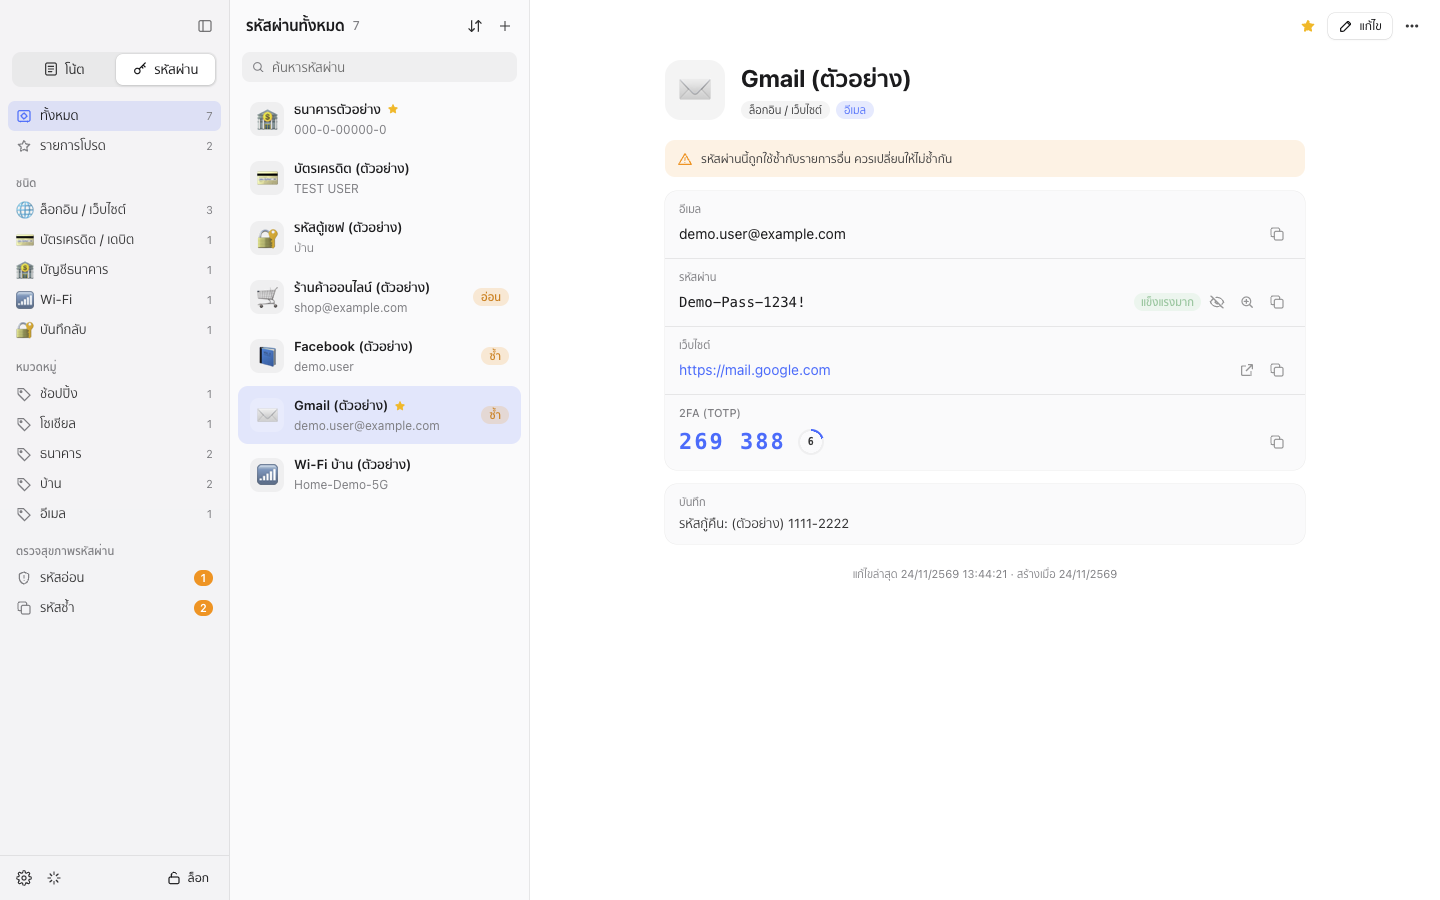 โน้ต
รหัสผ่าน
ทั้งหมด 7
รายการโปรด 2
ชนิด
ล็อกอิน / เว็บไซต์ 3
บัตรเครดิต / เดบิต 1
บัญชีธนาคาร 1
Wi-Fi 1
บันทึกลับ 1
หมวดหมู่
ช้อปปิ้ง 1
โซเชียล 1
ธนาคาร 2
บ้าน 2
อีเมล 1
ตรวจสุขภาพรหัสผ่าน
รหัสอ่อน 1
รหัสซ้ำ 2
ล็อก
รหัสผ่านทั้งหมด 7
ค้นหารหัสผ่าน
ธนาคารตัวอย่าง
000-0-00000-0
บัตรเครดิต (ตัวอย่าง)
TEST USER
รหัสตู้เซฟ (ตัวอย่าง)
บ้าน
ร้านค้าออนไลน์ (ตัวอย่าง)
shop@example.com
อ่อน
Facebook (ตัวอย่าง)
demo.user
ซ้ำ
Gmail (ตัวอย่าง)
demo.user@example.com
ซ้ำ
Wi-Fi บ้าน (ตัวอย่าง)
Home-Demo-5G
แก้ไข
Gmail (ตัวอย่าง)
ล็อกอิน / เว็บไซต์ อีเมล
รหัสผ่านนี้ถูกใช้ซ้ำกับรายการอื่น ควรเปลี่ยนให้ไม่ซ้ำกัน
อีเมล
demo.user@example.com
รหัสผ่าน
Demo-Pass-1234! แข็งแรงมาก
เว็บไซต์
https://mail.google.com
2FA (TOTP)
269 388 6
บันทึก
รหัสกู้คืน: (ตัวอย่าง) 1111-2222
แก้ไขล่าสุด 24/11/2569 13:44:21 · สร้างเมื่อ 24/11/2569